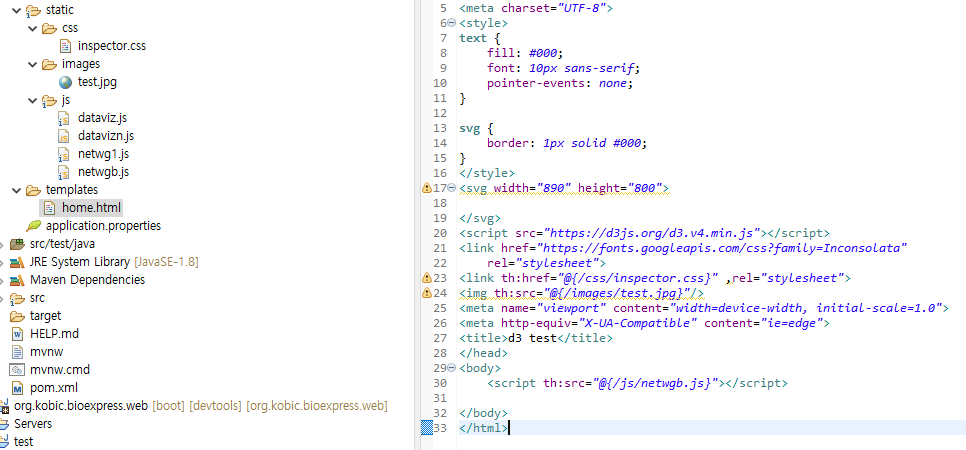 static
css
inspector.css
images
test.jpg
js
dataviz.js
datavizn.js
netwg1.js
netwgb.js
templates
home.html
application.properties
src/test/java
JRE System Library [JavaSE-1.8]
Maven Dependencies
src
target
HELP.md
mvnw
mvnw.cmd
pom.xml
org.kobic.bioexpress.web [boot] [devtools] [org.kobic.bioexpress.web]
Servers
test
5 <meta charset="UTF-8">
6 <style>
7 text {
8     fill: #000;
9     font: 10px sans-serif;
10     pointer-events: none;
11 }
12
13 svg {
14     border: 1px solid #000;
15 }
16 </style>
17 <svg width="890" height="800">
18
19 </svg>
20 <script src="https://d3js.org/d3.v4.min.js"></script>
21 <link href="https://fonts.googleapis.com/css?family=Inconsolata"
22     rel="stylesheet">
23 <link th:href="@{/css/inspector.css}" ,rel="stylesheet">
24 <img th:src="@{/images/test.jpg}"/>
25 <meta name="viewport" content="width=device-width, initial-scale=1.0">
26 <meta http-equiv="X-UA-Compatible" content="ie=edge">
27 <title>d3 test</title>
28 </head>
29 <body>
30     <script th:src="@{/js/netwgb.js}"></script>
31
32 </body>
33 </html>